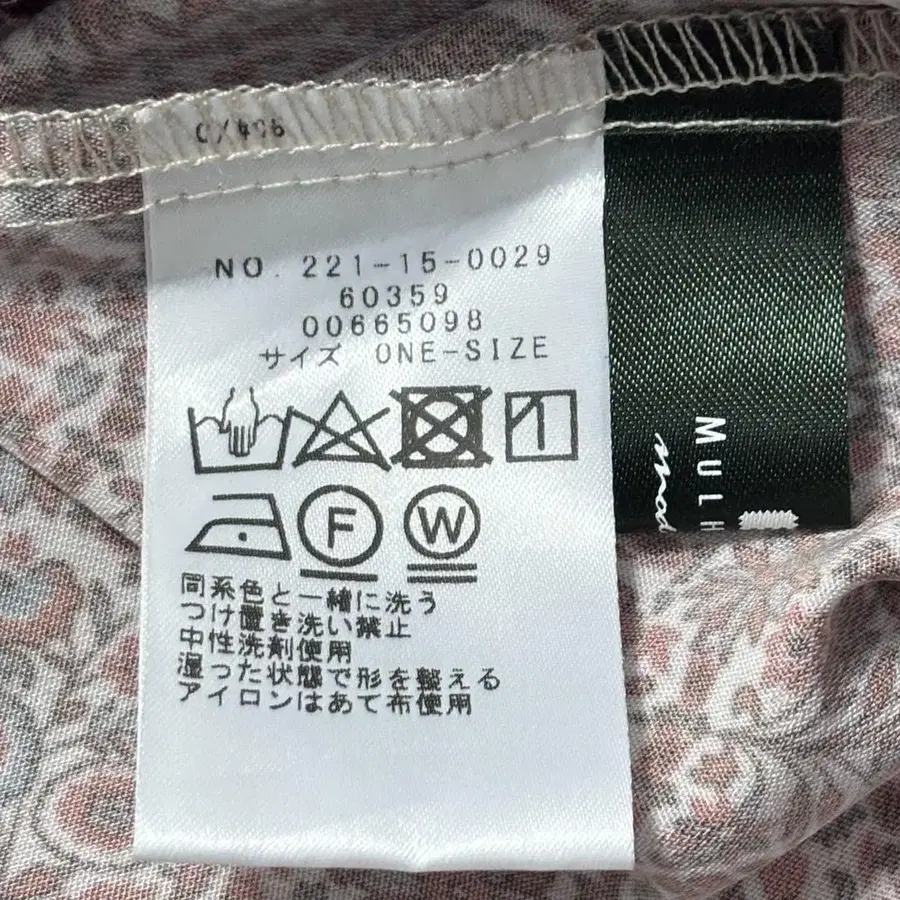 NO. 221-15-0029
60359
00665098
サイズ ONE-SIZE
F
W
同系色と一緒に洗う
つけ置き洗い禁止
中性洗剤使用
湿った状態で形を整える
アイロンはあて布使用
MULH